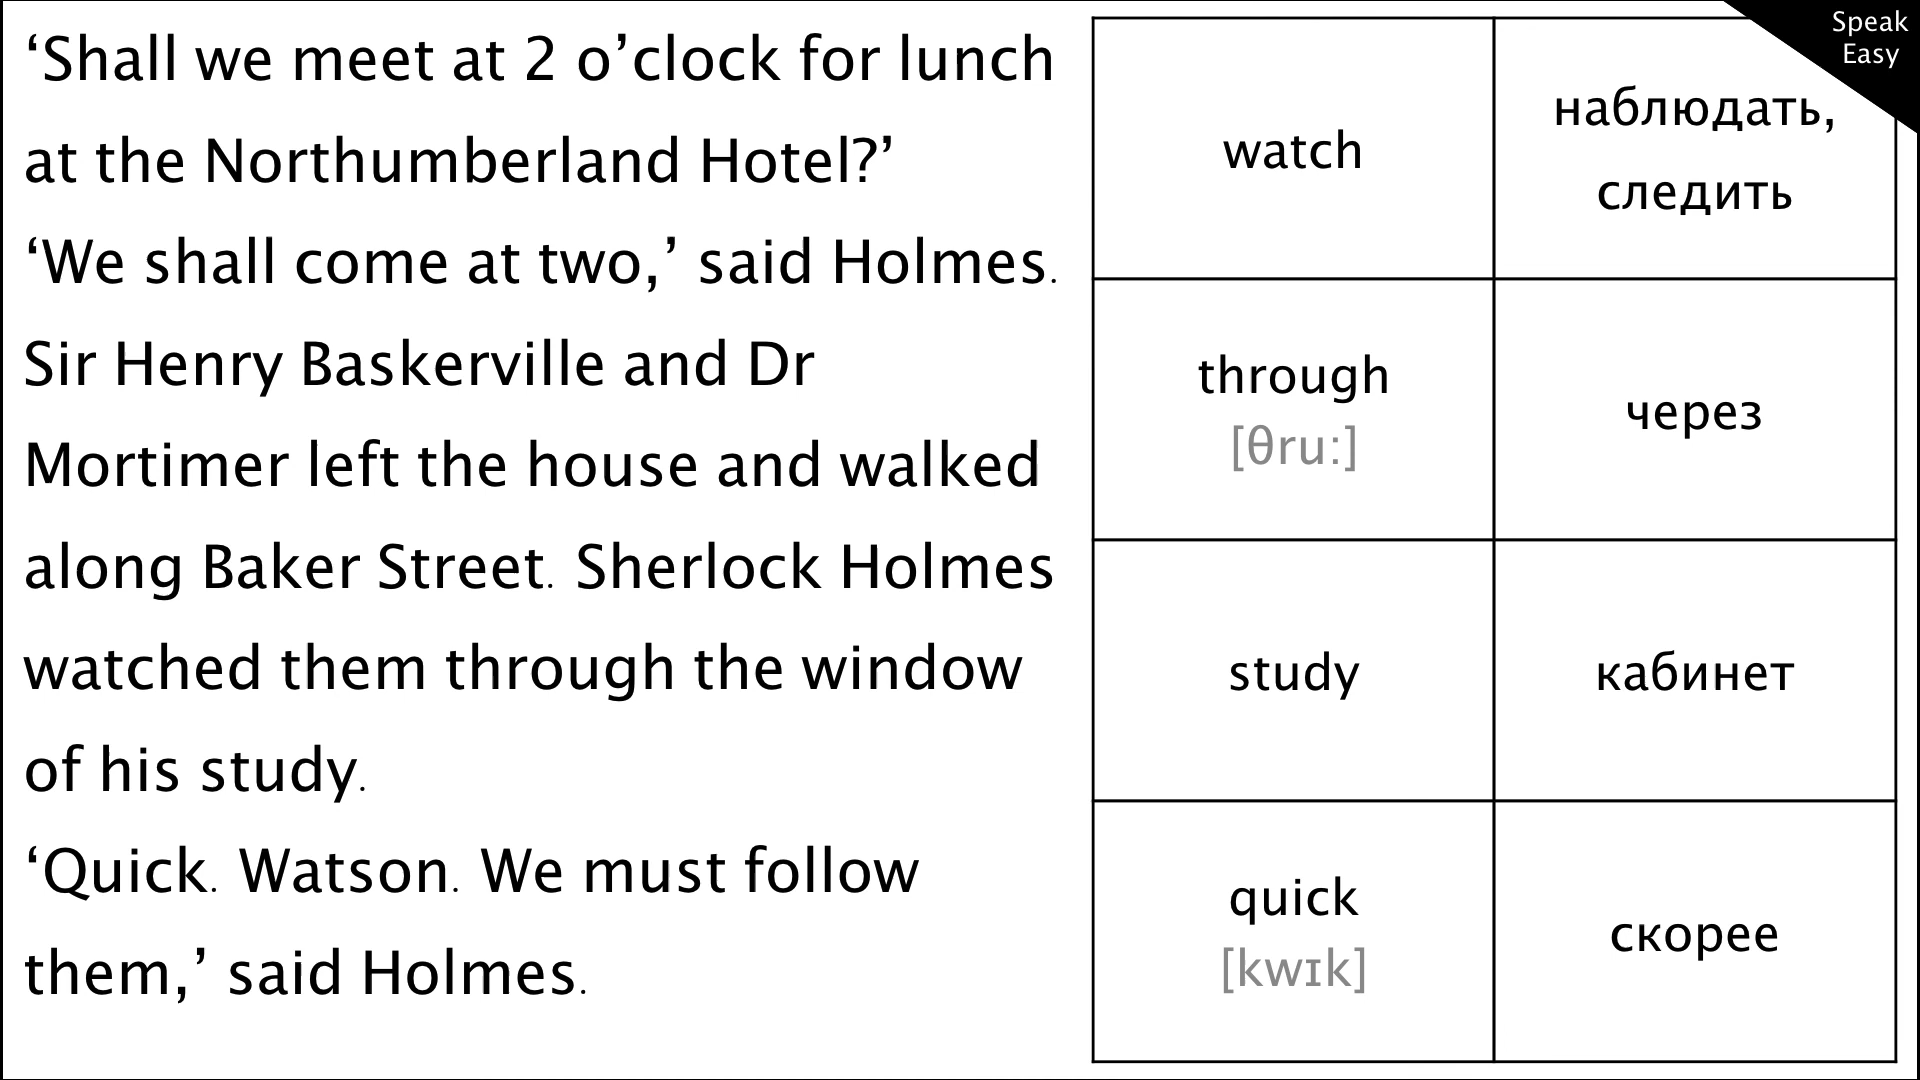 ‘Shall we meet at 2 o’clock for lunch
at the Northumberland Hotel?’
‘We shall come at two,’ said Holmes.
Sir Henry Baskerville and Dr
Mortimer left the house and walked
along Baker Street. Sherlock Holmes
watched them through the window
of his study.
‘Quick. Watson. We must follow
them,’ said Holmes.
watch
наблюдать,
следить
through
[θru:]
через
study
кабинет
quick
[kwɪk]
скорее
Speak
Easy